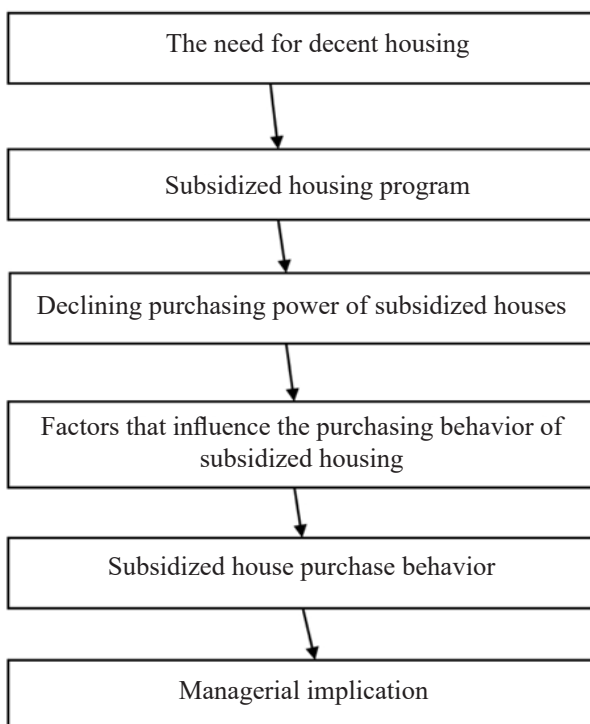 The need for decent housing
Subsidized housing program
Declining purchasing power of subsidized houses
Factors that influence the purchasing behavior of
subsidized housing
Subsidized house purchase behavior
Managerial implication